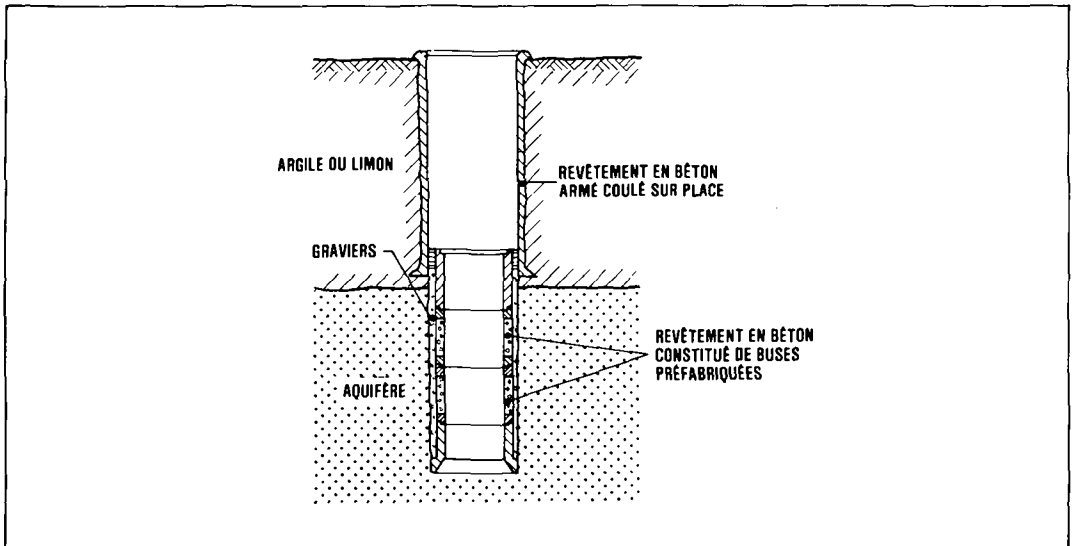 ARGILE OU LIMON
REVÊTEMENT EN BÉTON
ARMÉ COULÉ SUR PLACE
GRAVIERS
REVÊTEMENT EN BÉTON
CONSTITUÉ DE BUSES
PRÉFABRIQUÉES
AQUIFÈRE